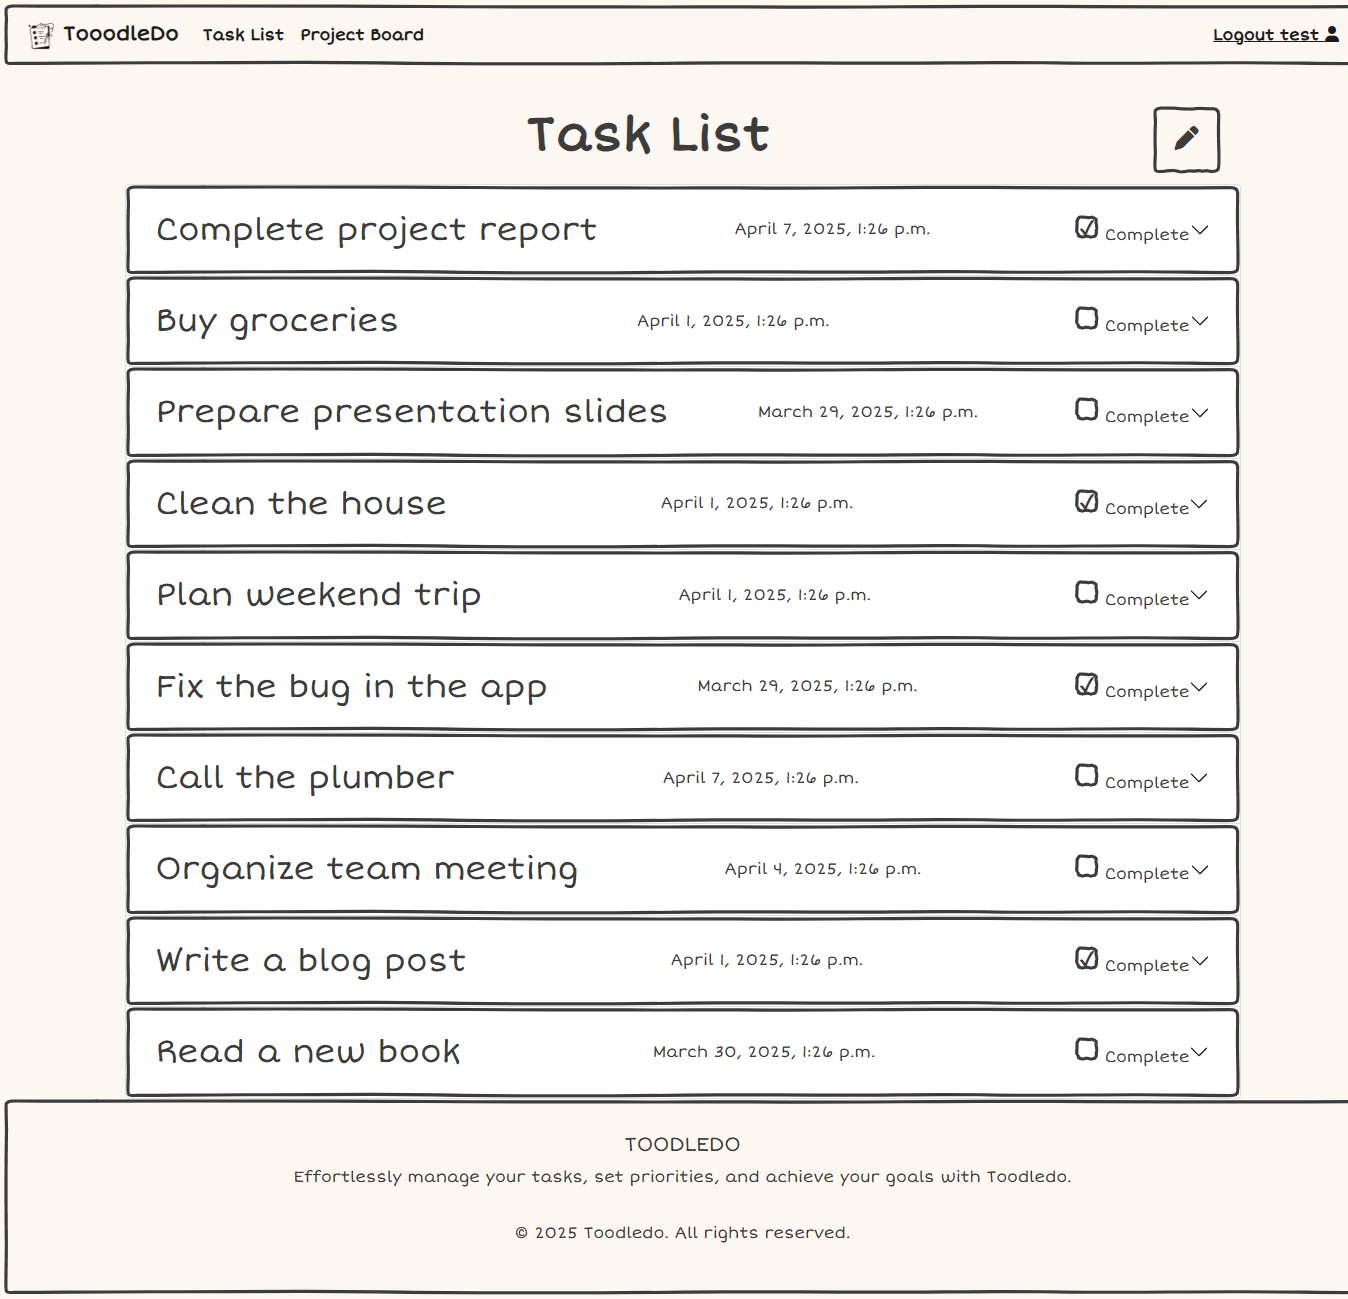 TooodleDo Task List Project Board Logout test
Task List
Complete project report April 7, 2025, 1:26 p.m. Complete
Buy groceries April 1, 2025, 1:26 p.m. Complete
Prepare presentation slides March 29, 2025, 1:26 p.m. Complete
Clean the house April 1, 2025, 1:26 p.m. Complete
Plan weekend trip April 1, 2025, 1:26 p.m. Complete
Fix the bug in the app March 29, 2025, 1:26 p.m. Complete
Call the plumber April 7, 2025, 1:26 p.m. Complete
Organize team meeting April 4, 2025, 1:26 p.m. Complete
Write a blog post April 1, 2025, 1:26 p.m. Complete
Read a new book March 30, 2025, 1:26 p.m. Complete
TOODLEDO
Effortlessly manage your tasks, set priorities, and achieve your goals with Toodledo.
© 2025 Toodledo. All rights reserved.